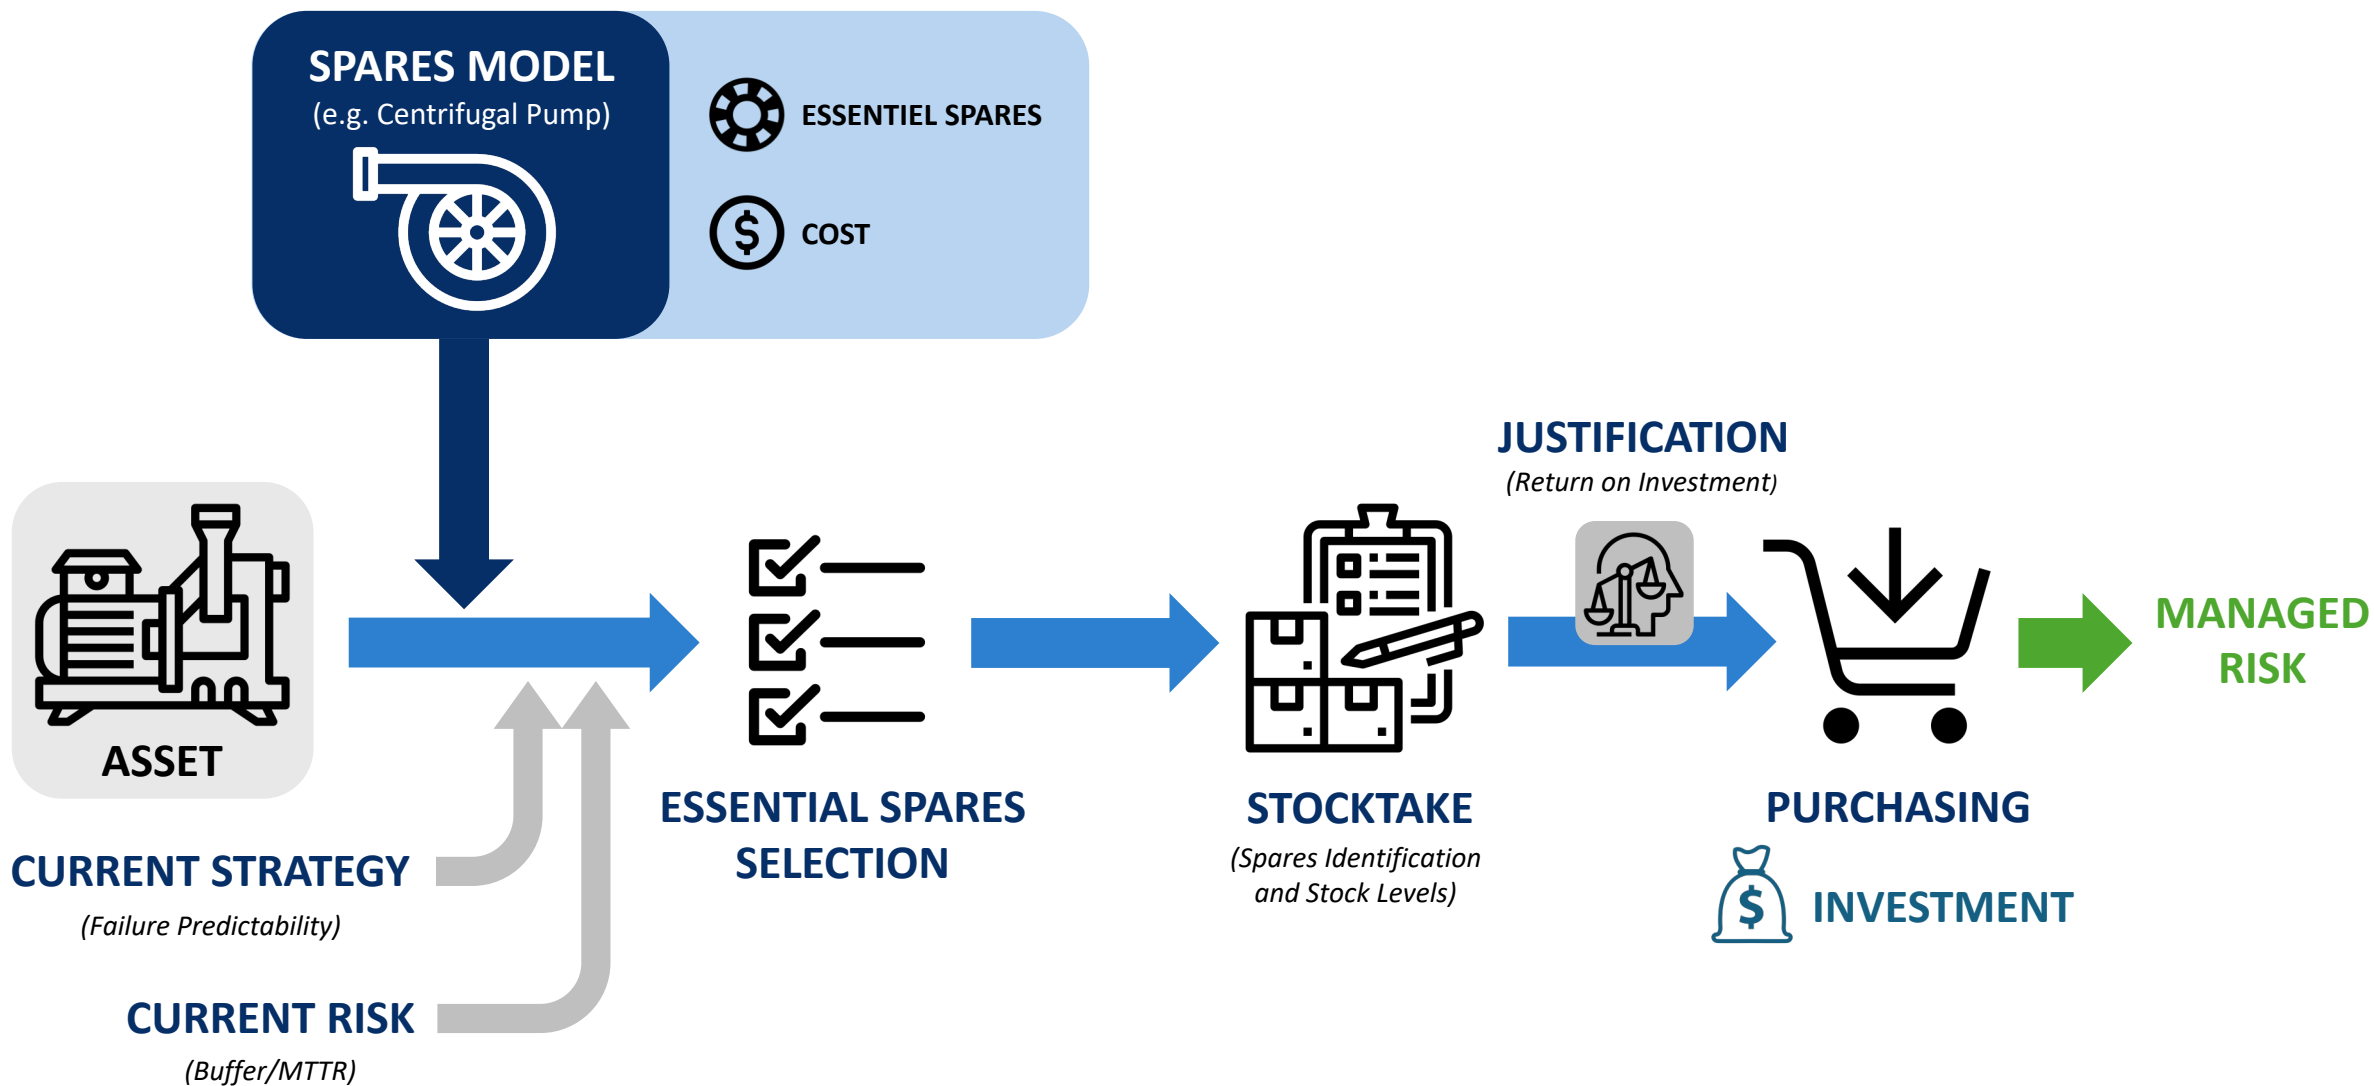 SPARES MODEL
(e.g. Centrifugal Pump)
ESSENTIEL SPARES
$ COST
JUSTIFICATION
(Return on Investment)
ASSET
MANAGED
RISK
ESSENTIAL SPARES
SELECTION
STOCKTAKE
(Spares Identification
and Stock Levels)
PURCHASING
$ INVESTMENT
CURRENT STRATEGY
(Failure Predictability)
CURRENT RISK
(Buffer/MTTR)